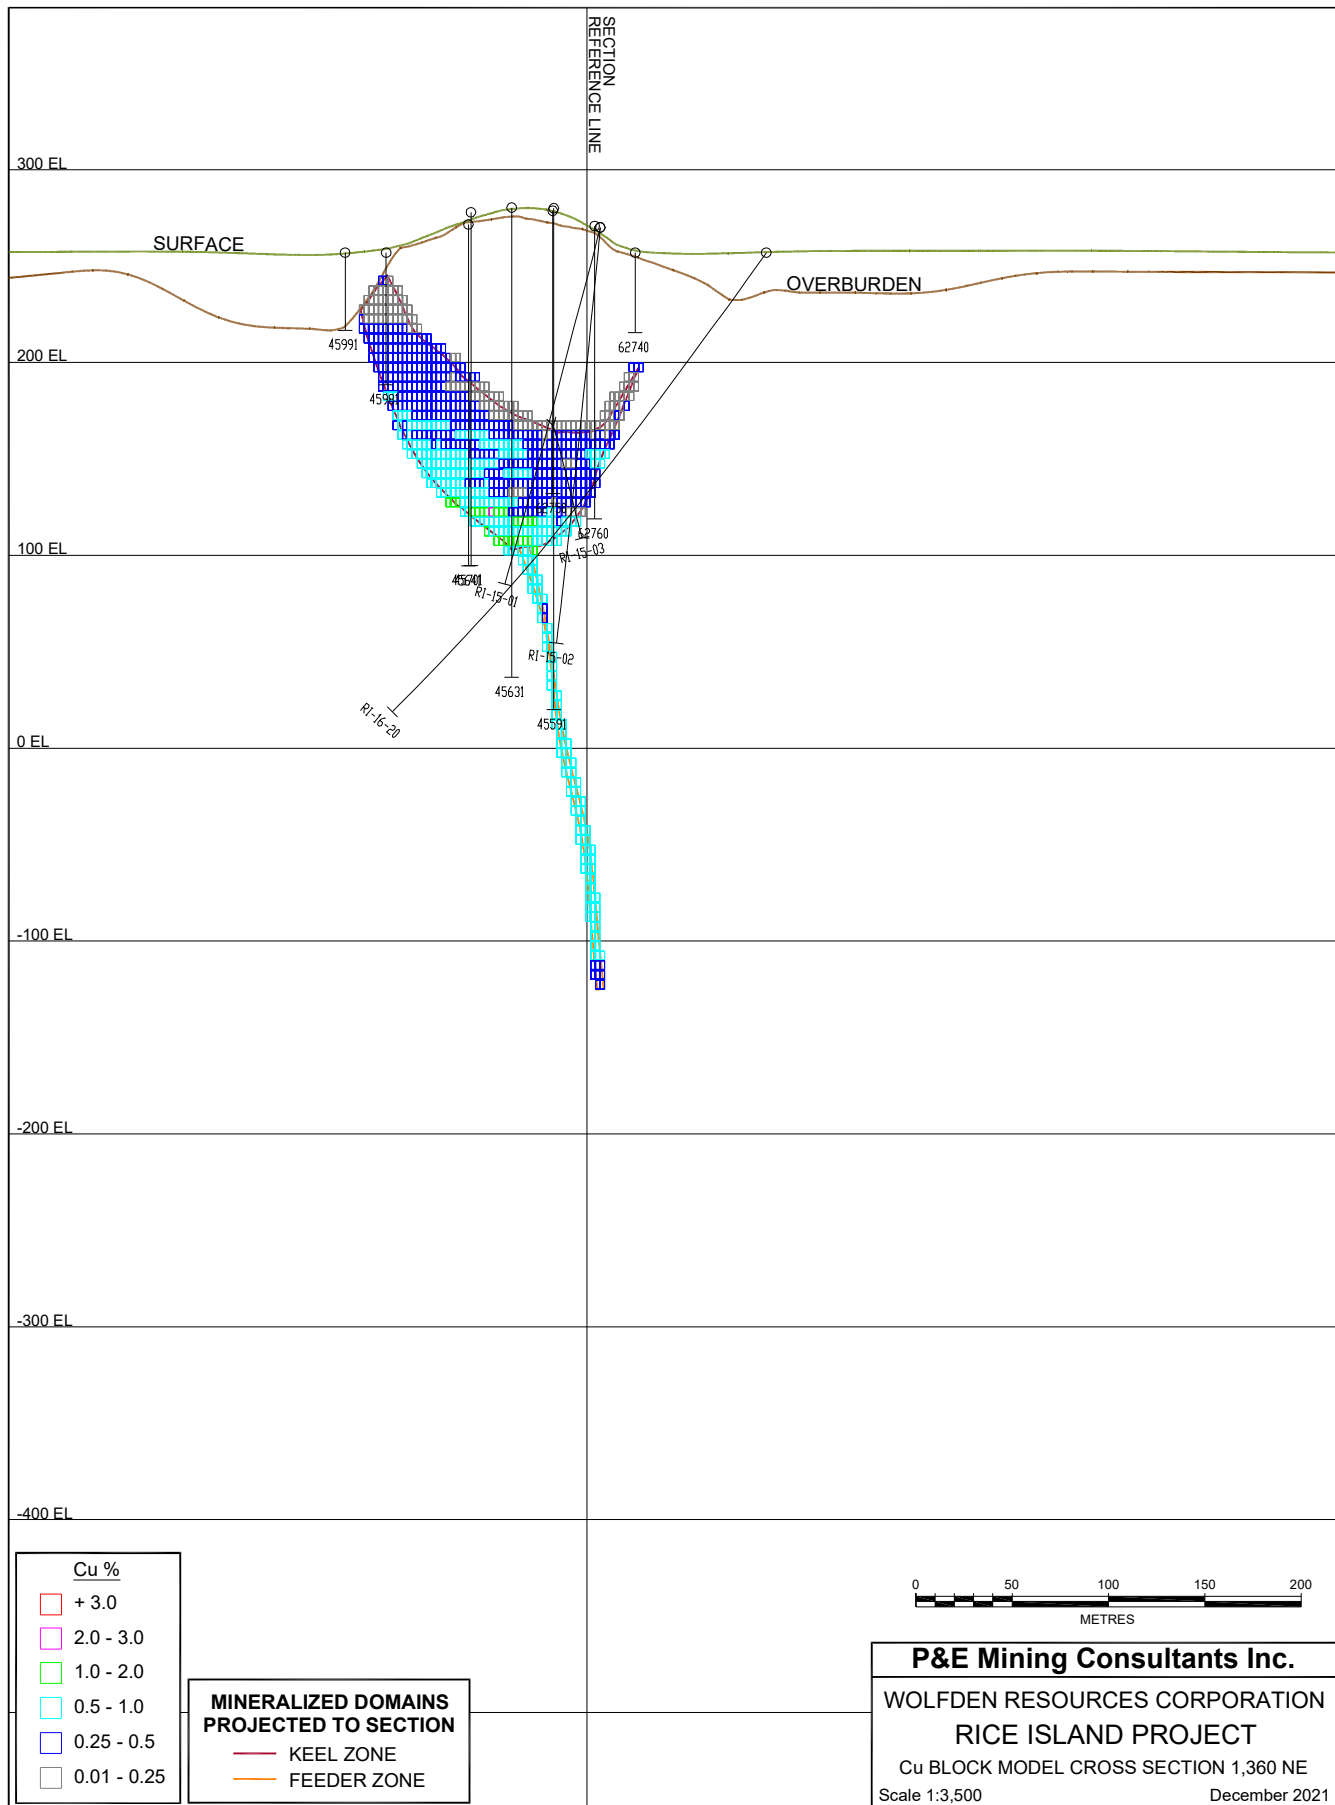 SECTION
REFERENCE LINE
300 EL
SURFACE
OVERBURDEN
45991
62740
200 EL
45981
62760
RI-15-03
100 EL
45641
RI-15-01
RI-15-02
45631
RI-16-20
45591
0 EL
-100 EL
-200 EL
-300 EL
-400 EL
Cu %
+ 3.0
2.0 - 3.0
1.0 - 2.0
0.5 - 1.0
0.25 - 0.5
0.01 - 0.25
MINERALIZED DOMAINS
PROJECTED TO SECTION
KEEL ZONE
FEEDER ZONE
0 50 100 150 200
METRES
P&E Mining Consultants Inc.
WOLFDEN RESOURCES CORPORATION
RICE ISLAND PROJECT
Cu BLOCK MODEL CROSS SECTION 1,360 NE
Scale 1:3,500 December 2021